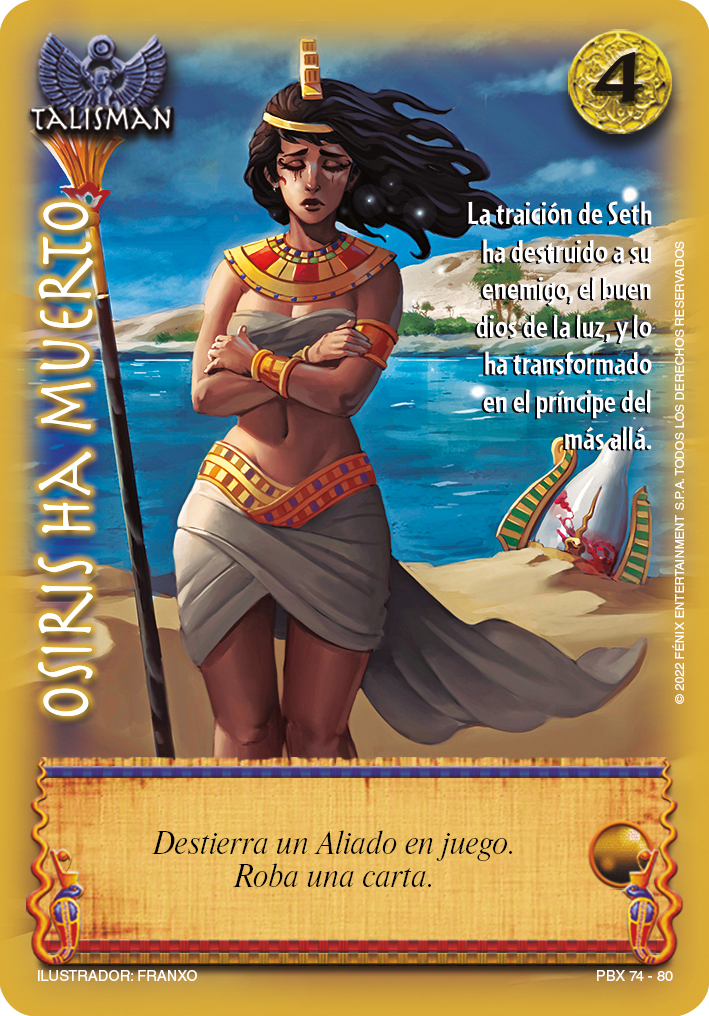 TALISMAN
4
OSIRIS HA MUERTO
La traición de Seth
ha destruido a su
enemigo, el buen
dios de la luz, y lo
ha transformado
en el príncipe del
más allá.
© 2022 FÉNIX ENTERTAINMENT S.P.A. TODOS LOS DERECHOS RESERVADOS
Destierra un Aliado en juego.
Roba una carta.
ILUSTRADOR: FRANXO
PBX 74 - 80